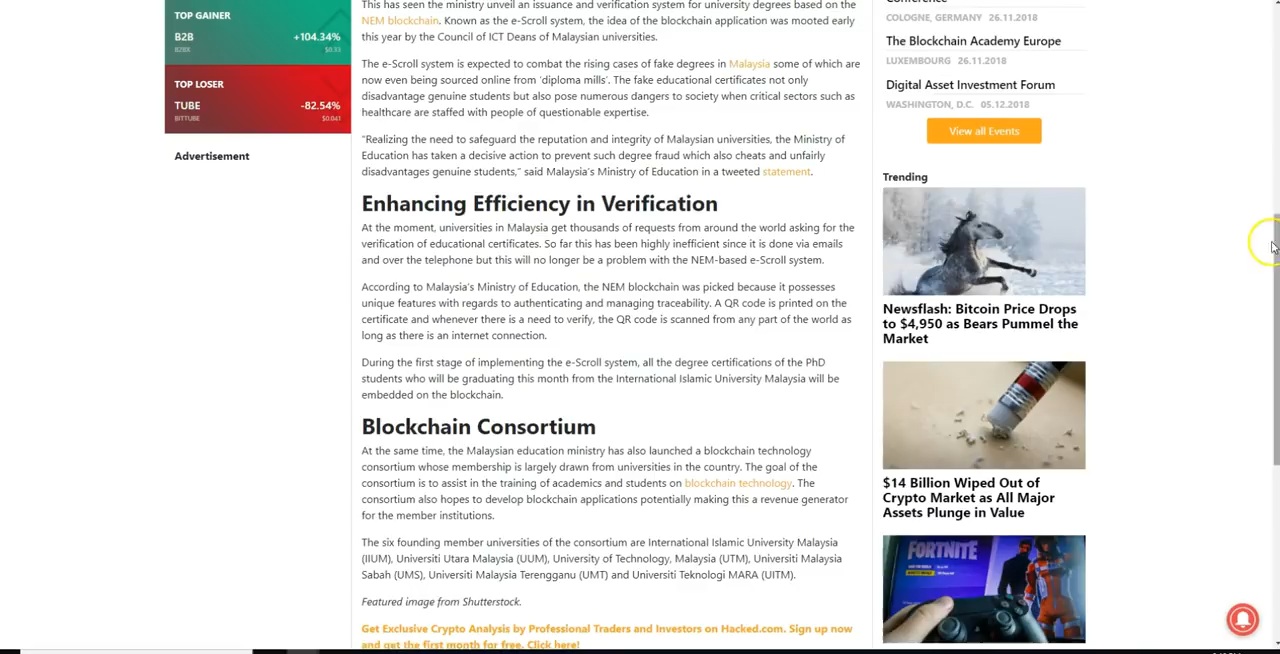 TOP GAINER
B2B
+104.34%
B2BX
$0.33
TOP LOSER
TUBE
-82.54%
BITTUBE
$0.041
Advertisement
This has seen the ministry unveil an issuance and verification system for university degrees based on the
NEM blockchain. Known as the e-Scroll system, the idea of the blockchain application was mooted early
this year by the Council of ICT Deans of Malaysian universities.
The e-Scroll system is expected to combat the rising cases of fake degrees in Malaysia some of which are
now even being sourced online from 'diploma mills'. The fake educational certificates not only
disadvantage genuine students but also pose numerous dangers to society when critical sectors such as
healthcare are staffed with people of questionable expertise.
"Realizing the need to safeguard the reputation and integrity of Malaysian universities, the Ministry of
Education has taken a decisive action to prevent such degree fraud which also cheats and unfairly
disadvantages genuine students," said Malaysia's Ministry of Education in a tweeted statement.
Enhancing Efficiency in Verification
At the moment, universities in Malaysia get thousands of requests from around the world asking for the
verification of educational certificates. So far this has been highly inefficient since it is done via emails
and over the telephone but this will no longer be a problem with the NEM-based e-Scroll system.
According to Malaysia's Ministry of Education, the NEM blockchain was picked because it possesses
unique features with regards to authenticating and managing traceability. A QR code is printed on the
certificate and whenever there is a need to verify, the QR code is scanned from any part of the world as
long as there is an internet connection.
During the first stage of implementing the e-Scroll system, all the degree certifications of the PhD
students who will be graduating this month from the International Islamic University Malaysia will be
embedded on the blockchain.
Blockchain Consortium
At the same time, the Malaysian education ministry has also launched a blockchain technology
consortium whose membership is largely drawn from universities in the country. The goal of the
consortium is to assist in the training of academics and students on blockchain technology. The
consortium also hopes to develop blockchain applications potentially making this a revenue generator
for the member institutions.
The six founding member universities of the consortium are International Islamic University Malaysia
(IIUM), Universiti Utara Malaysia (UUM), University of Technology, Malaysia (UTM), Universiti Malaysia
Sabah (UMS), Universiti Malaysia Terengganu (UMT) and Universiti Teknologi MARA (UITM).
Featured image from Shutterstock.
Get Exclusive Crypto Analysis by Professional Traders and Investors on Hacked.com. Sign up now
and get the first month for free. Click here!
Conference
COLOGNE, GERMANY 26.11.2018
The Blockchain Academy Europe
LUXEMBOURG 26.11.2018
Digital Asset Investment Forum
WASHINGTON, D.C. 05.12.2018
View all Events
Trending
Newsflash: Bitcoin Price Drops
to $4,950 as Bears Pummel the
Market
$14 Billion Wiped Out of
Crypto Market as All Major
Assets Plunge in Value
FORTNITE